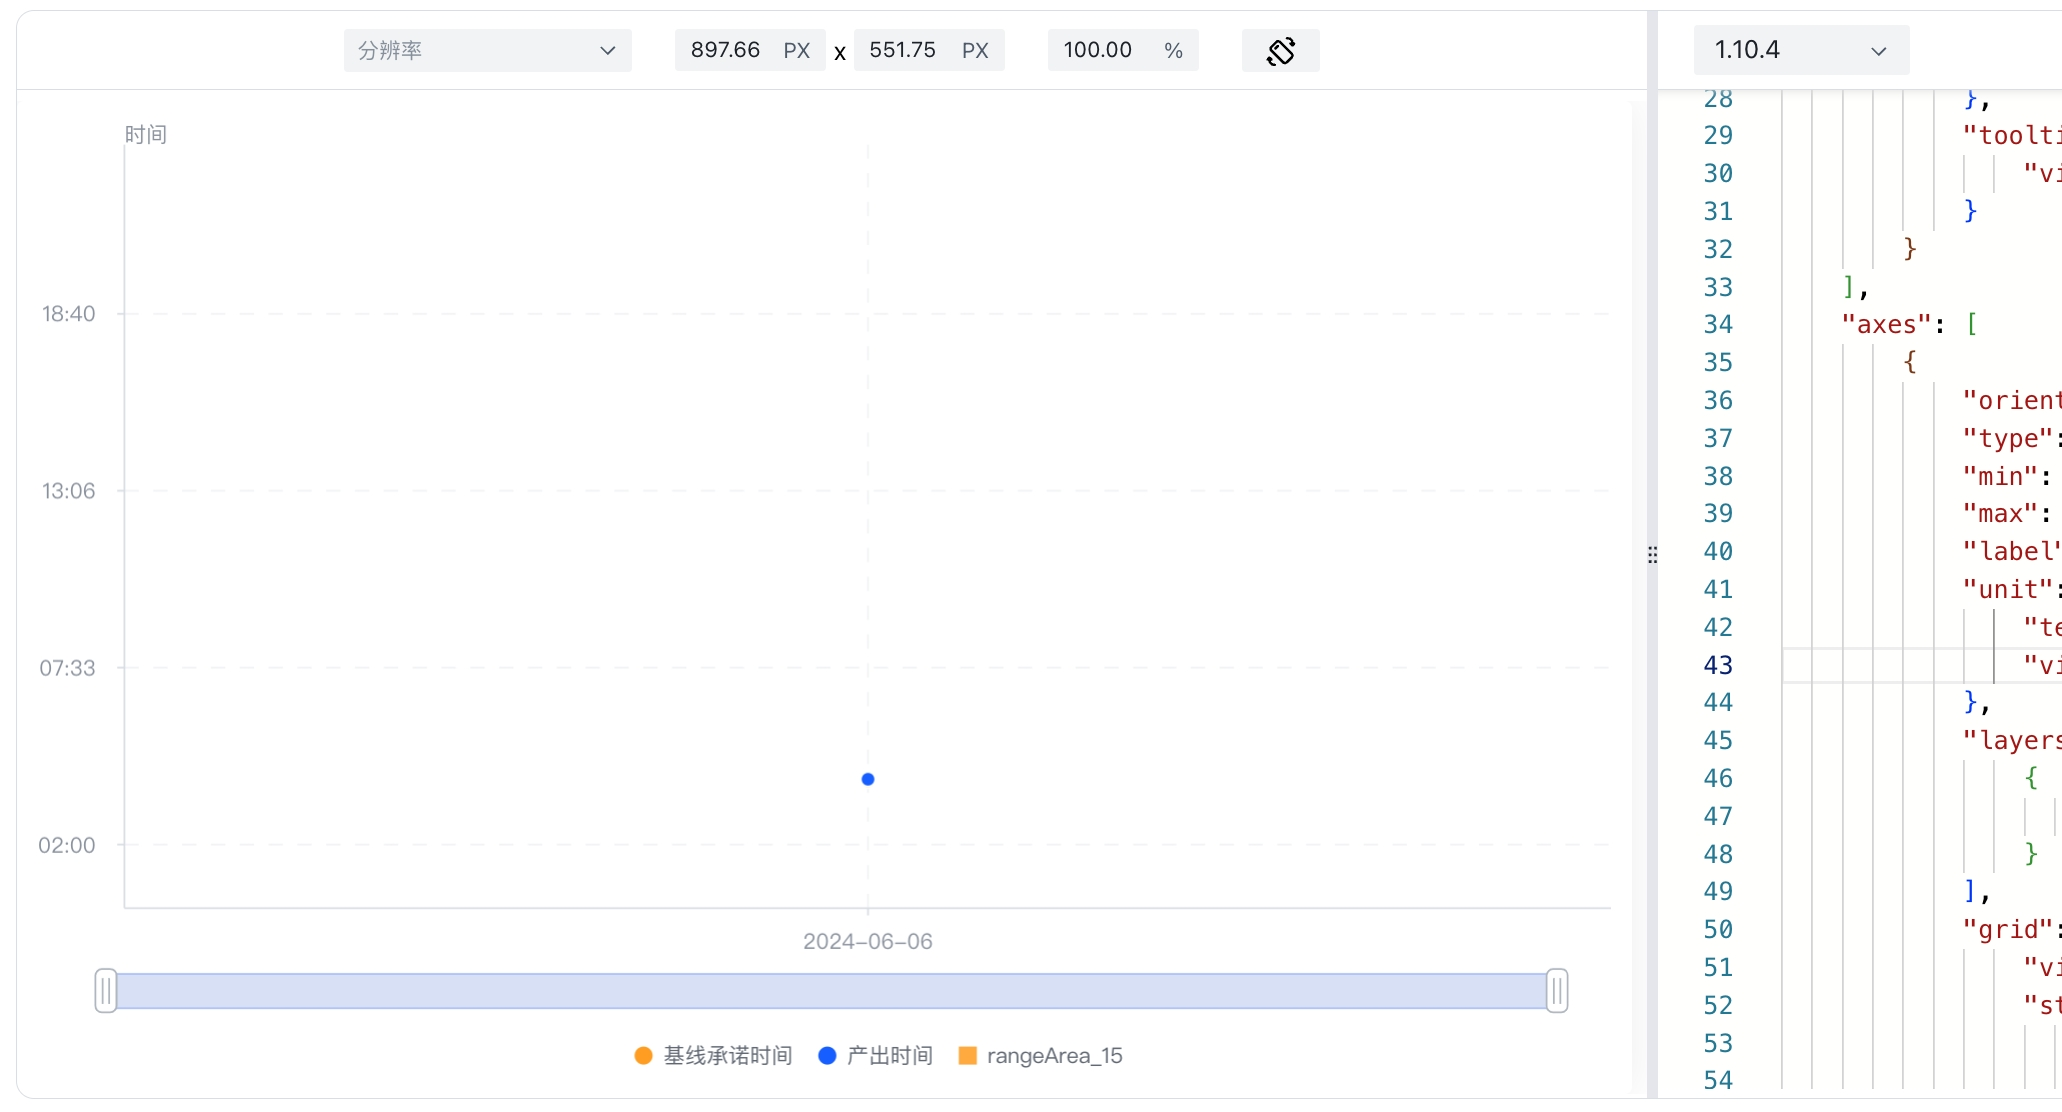 分辨率 897.66 PX x 551.75 PX 100.00 %
时间
18:40
13:06
07:33
02:00
2024-06-06
基线承诺时间 产出时间 rangeArea_15
1.10.4
28 },
29 "toolti
30 "vi
31 }
32 }
33 ],
34 "axes": [
35 {
36 "orient
37 "type":
38 "min":
39 "max":
40 "label"
41 "unit":
42 "te
43 "vi
44 },
45 "layers
46 {
47
48 }
49 ],
50 "grid":
51 "vi
52 "st
53
54